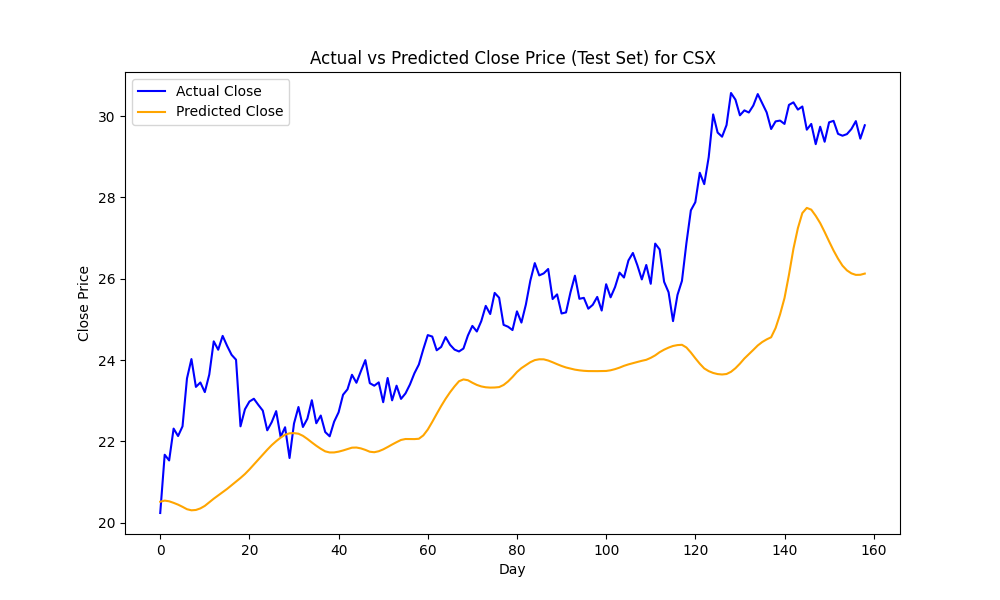 Actual vs Predicted Close Price (Test Set) for CSX
Actual Close
Predicted Close
30
28
26
24
22
20
Close Price
0 20 40 60 80 100 120 140 160
Day